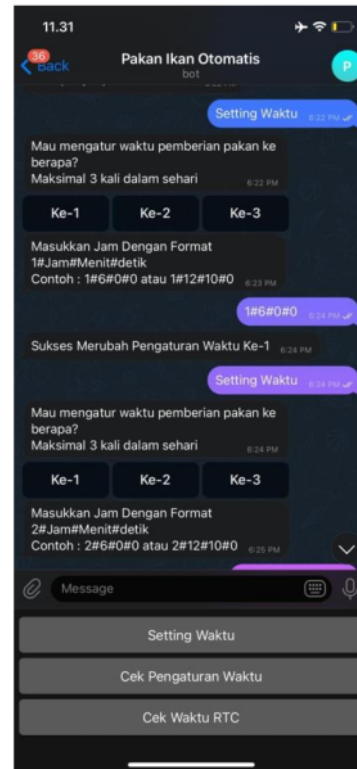 11.31
36
Back
Pakan Ikan Otomatis
bot
P
Setting Waktu 6:22 PM
Mau mengatur waktu pemberian pakan ke
berapa?
Maksimal 3 kali dalam sehari 6:22 PM
Ke-1 Ke-2 Ke-3
Masukkan Jam Dengan Format
1#Jam#Menit#detik
Contoh : 1#6#0#0 atau 1#12#10#0 6:23 PM
1#6#0#0 6:24 PM
Sukses Merubah Pengaturan Waktu Ke-1 6:24 PM
Setting Waktu 6:24 PM
Mau mengatur waktu pemberian pakan ke
berapa?
Maksimal 3 kali dalam sehari 6:24 PM
Ke-1 Ke-2 Ke-3
Masukkan Jam Dengan Format
2#Jam#Menit#detik
Contoh : 2#6#0#0 atau 2#12#10#0 6:25 PM
Message
Setting Waktu
Cek Pengaturan Waktu
Cek Waktu RTC